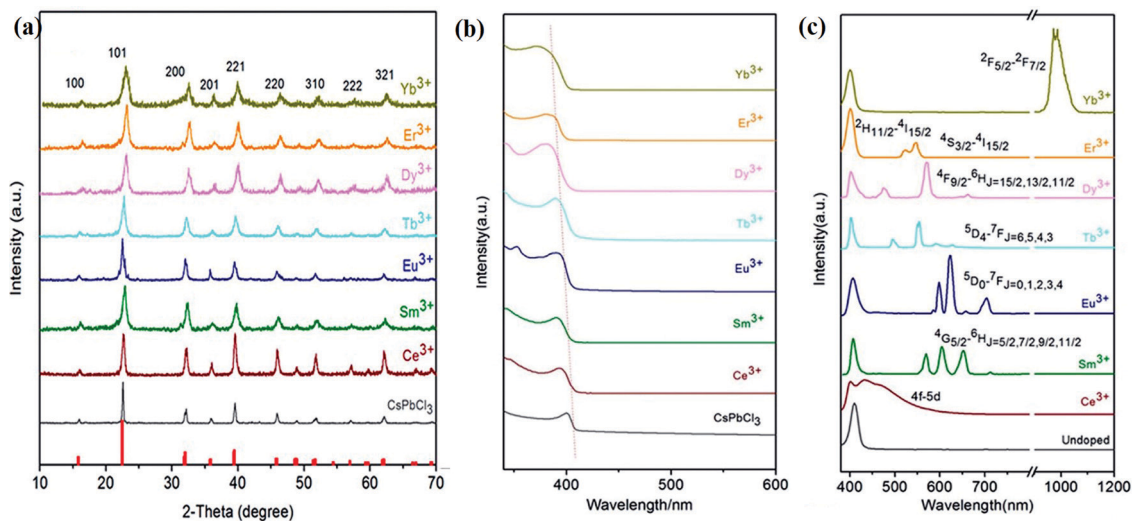 (a)
101
100
200
201
221
220
310
222
321
Yb3+
Er3+
Dy3+
Tb3+
Eu3+
Sm3+
Ce3+
CsPbCl3
Intensity (a.u.)
10 20 30 40 50 60 70
2-Theta (degree)
(b)
Yb3+
Er3+
Dy3+
Tb3+
Eu3+
Sm3+
Ce3+
CsPbCl3
Intensity(a.u.)
400 500 600
Wavelength/nm
(c)
2F5/2-2F7/2
Yb3+
2H11/2-4I15/2
4S3/2-4I15/2
Er3+
4F9/2-6HJ=15/2,13/2,11/2
Dy3+
5D4-7FJ=6,5,4,3
Tb3+
5D0-7FJ=0,1,2,3,4
Eu3+
4G5/2-6HJ=5/2,7/2,9/2,11/2
Sm3+
4f-5d
Ce3+
Undoped
Intensity(a.u.)
400 500 600 700 800 1000 1200
Wavelength(nm)